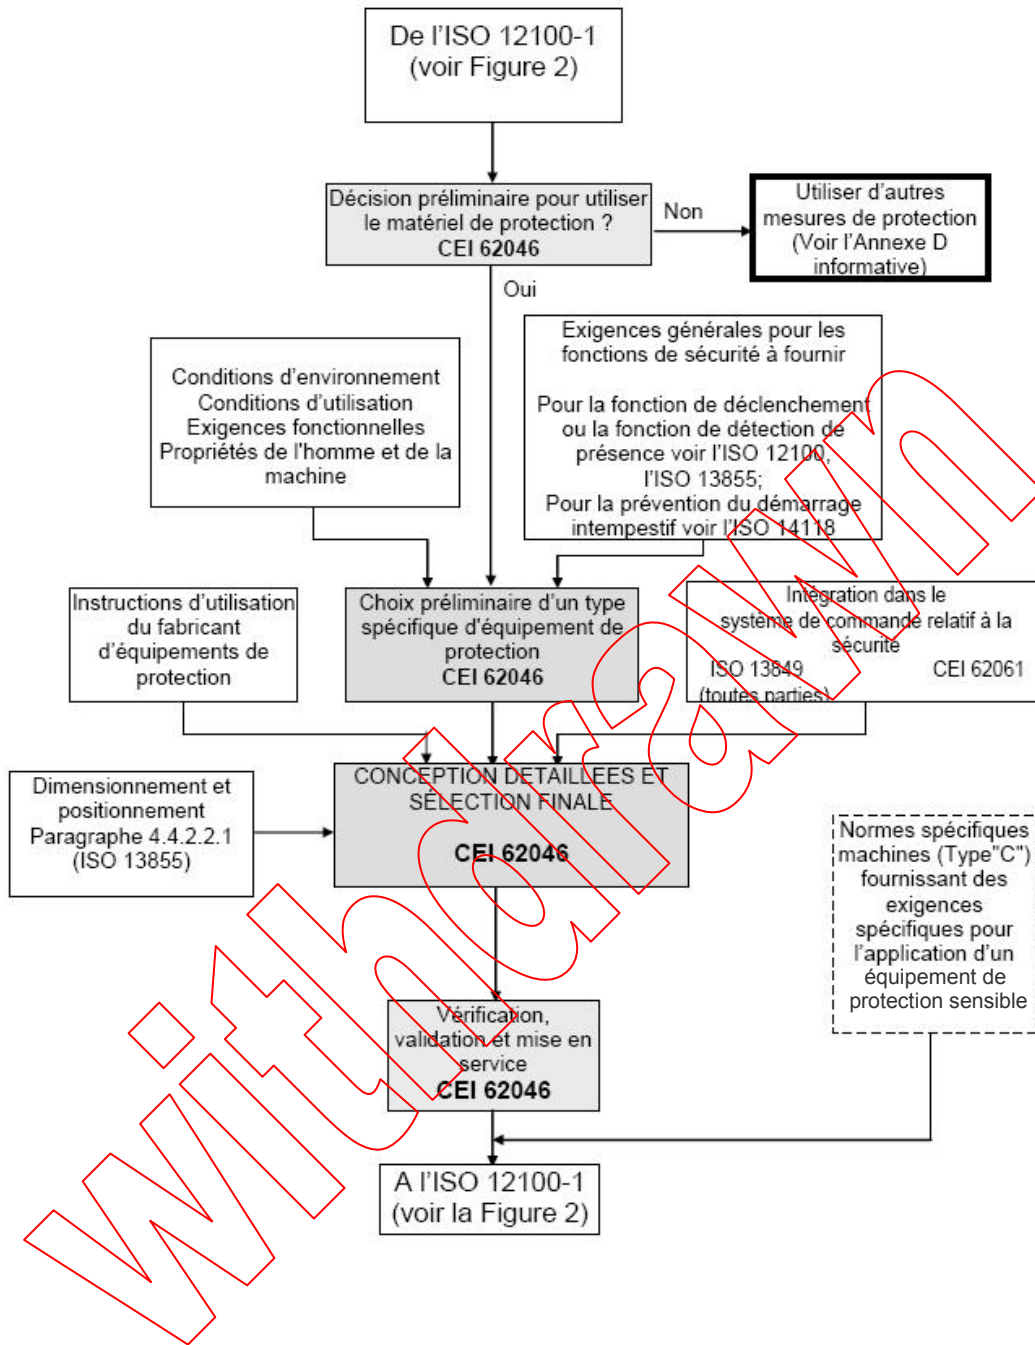 De l'ISO 12100-1
(voir Figure 2)
Décision préliminaire pour utiliser
le matériel de protection ?
CEI 62046
Non
Utiliser d'autres
mesures de protection
(Voir l'Annexe D
informative)
Oui
Conditions d'environnement
Conditions d'utilisation
Exigences fonctionnelles
Propriétés de l'homme et de la
machine
Exigences générales pour les
fonctions de sécurité à fournir
Pour la fonction de déclenchement
ou la fonction de détection de
présence voir l'ISO 12100,
l'ISO 13855;
Pour la prévention du démarrage
intempestif voir l'ISO 14118
Instructions d'utilisation
du fabricant
d'équipements de
protection
Choix préliminaire d'un type
spécifique d'équipement de
protection
CEI 62046
Intégration dans le
système de commande relatif à la
sécurité
ISO 13849 CEI 62061
(toutes parties)
Dimensionnement et
positionnement
Paragraphe 4.4.2.2.1
(ISO 13855)
CONCEPTION DETAILLEES ET
SÉLECTION FINALE
CEI 62046
Normes spécifiques
machines (Type"C")
fournissant des
exigences
spécifiques pour
l'application d'un
équipement de
protection sensible
Vérification,
validation et mise en
service
CEI 62046
A l'ISO 12100-1
(voir la Figure 2)
withdrawn